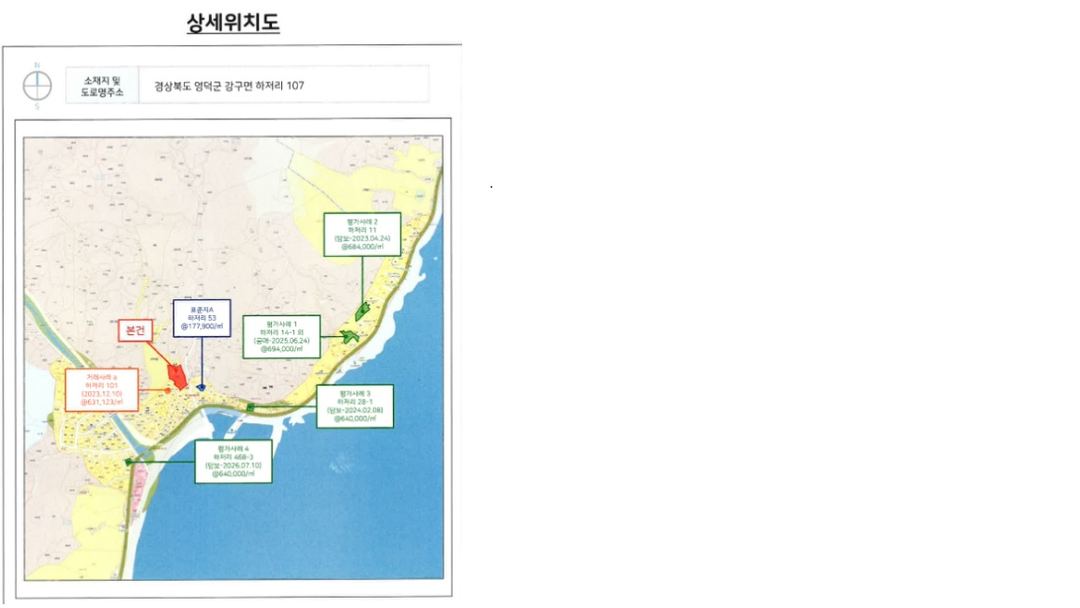 상세위치도
N
S
소재지 및
도로명주소
경상북도 영덕군 강구면 하저리 107
평가사례 2
하저리 11
(담보-2023.04.24)
@684,000/㎡
표준지A
하저리 53
@177,900/㎡
본건
평가사례 1
하저리 14-1 외
(공매-2025.06.24)
@694,000/㎡
거래사례 a
하저리 101
(2023.12.10)
@631,123/㎡
평가사례 3
하저리 28-1
(담보-2024.02.08)
@640,000/㎡
평가사례 4
하저리 468-3
(담보-2026.07.10)
@640,000/㎡